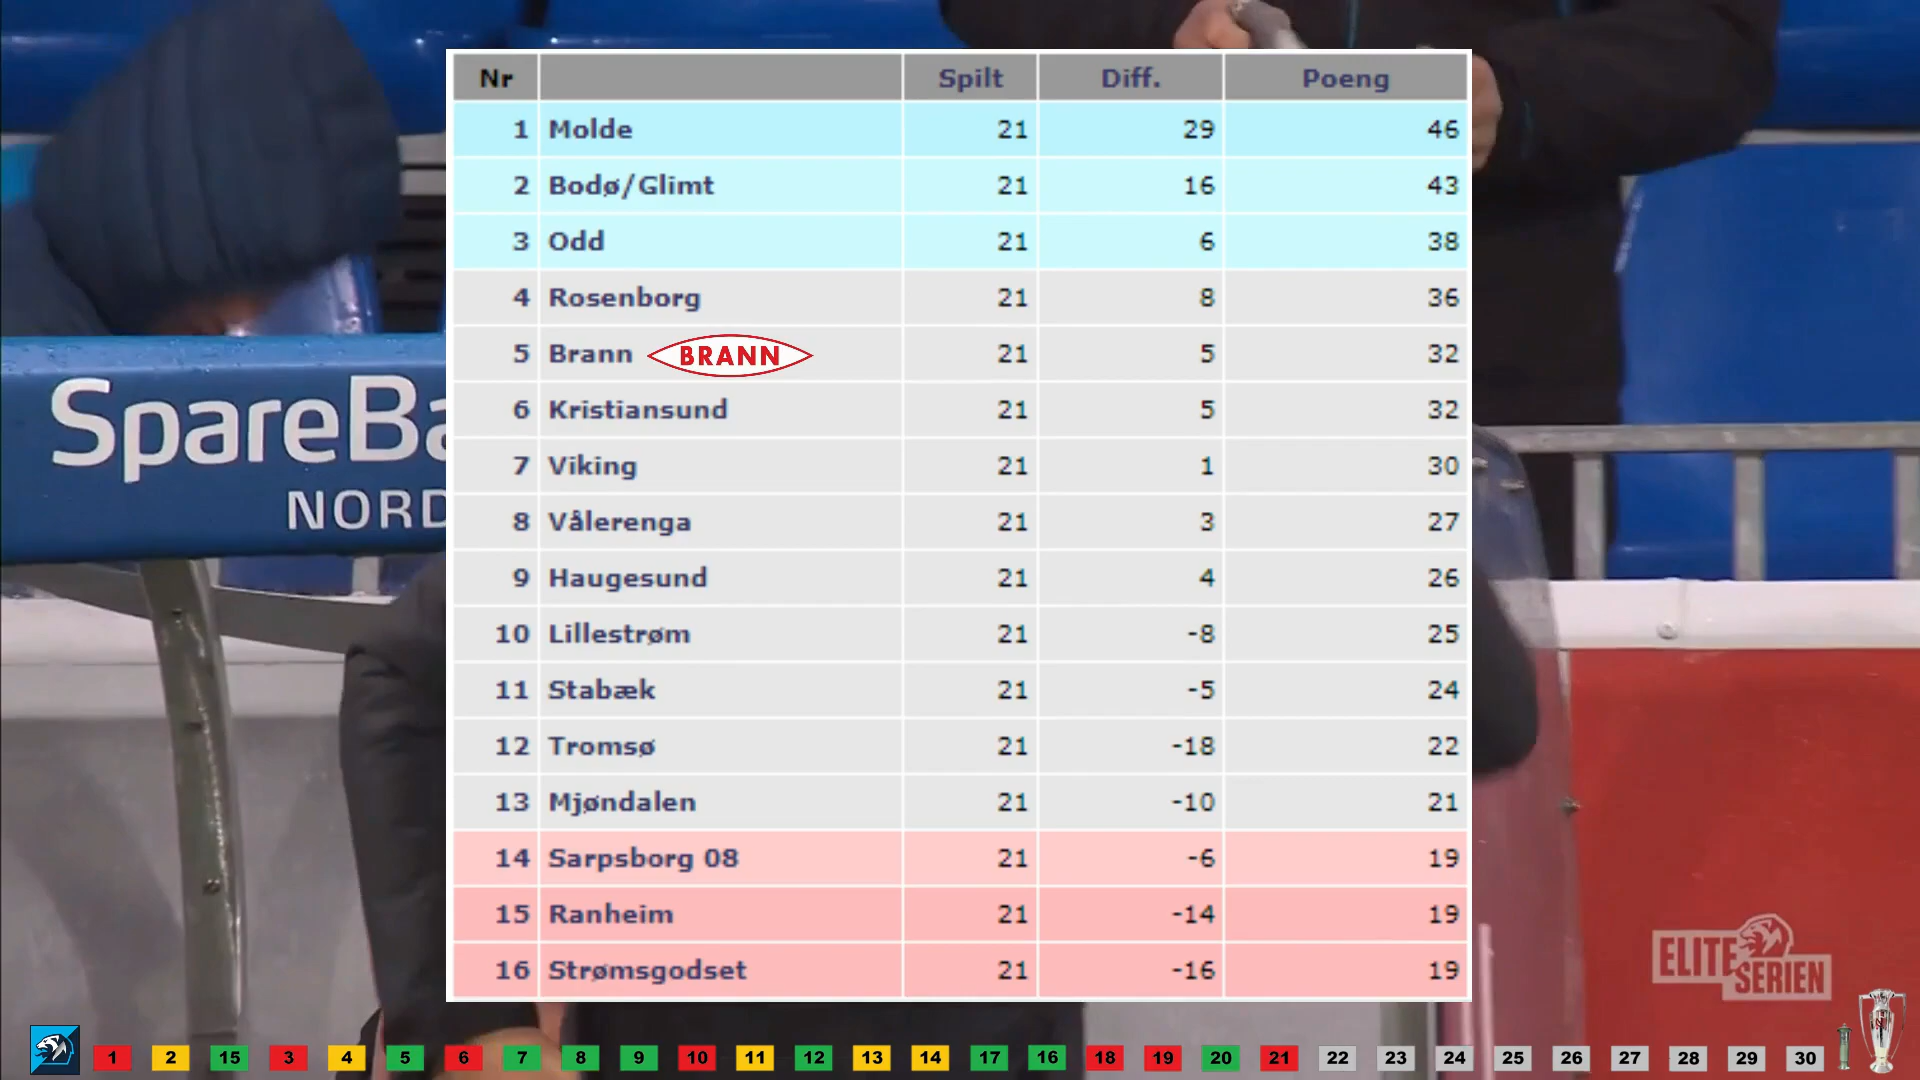 Nr Spilt Diff. Poeng
1 Molde 21 29 46
2 Bodø/Glimt 21 16 43
3 Odd 21 6 38
4 Rosenborg 21 8 36
5 Brann BRANN 21 5 32
6 Kristiansund 21 5 32
7 Viking 21 1 30
8 Vålerenga 21 3 27
9 Haugesund 21 4 26
10 Lillestrøm 21 -8 25
11 Stabæk 21 -5 24
12 Tromsø 21 -18 22
13 Mjøndalen 21 -10 21
14 Sarpsborg 08 21 -6 19
15 Ranheim 21 -14 19
16 Strømsgodset 21 -16 19
SpareBa
NORD
ELITE
SERIEN
1 2 15 3 4 5 6 7 8 9 10 11 12 13 14 17 16 18 19 20 21 22 23 24 25 26 27 28 29 30